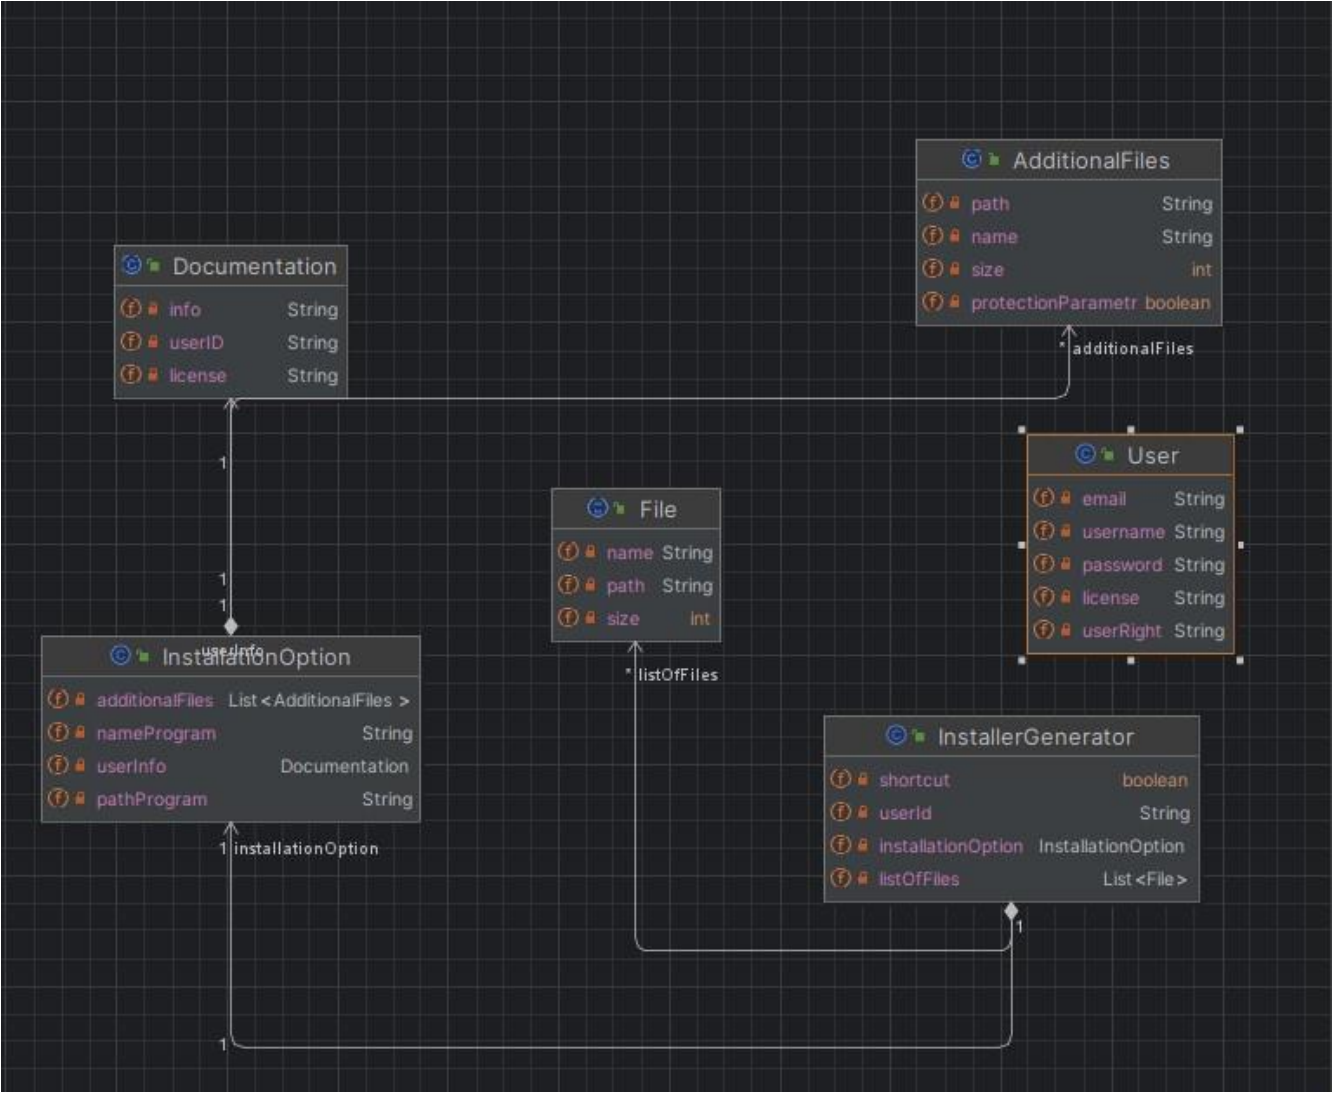 AdditionalFiles
path String
name String
size int
protectionParametr boolean
* additionalFiles
Documentation
info String
userID String
license String
1
1
1
User
email String
username String
password String
license String
userRight String
File
name String
path String
size int
* listOfFiles
userInfo
InstallationOption
additionalFiles List<AdditionalFiles >
nameProgram String
userInfo Documentation
pathProgram String
1 installationOption
1
InstallerGenerator
shortcut boolean
userId String
installationOption InstallationOption
listOfFiles List<File>
1